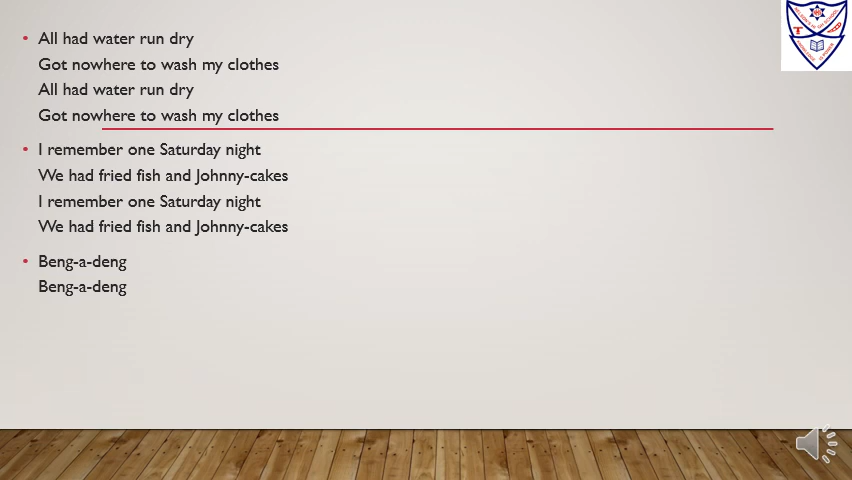 • All had water run dry
Got nowhere to wash my clothes
All had water run dry
Got nowhere to wash my clothes
• I remember one Saturday night
We had fried fish and Johnny-cakes
I remember one Saturday night
We had fried fish and Johnny-cakes
• Beng-a-deng
Beng-a-deng